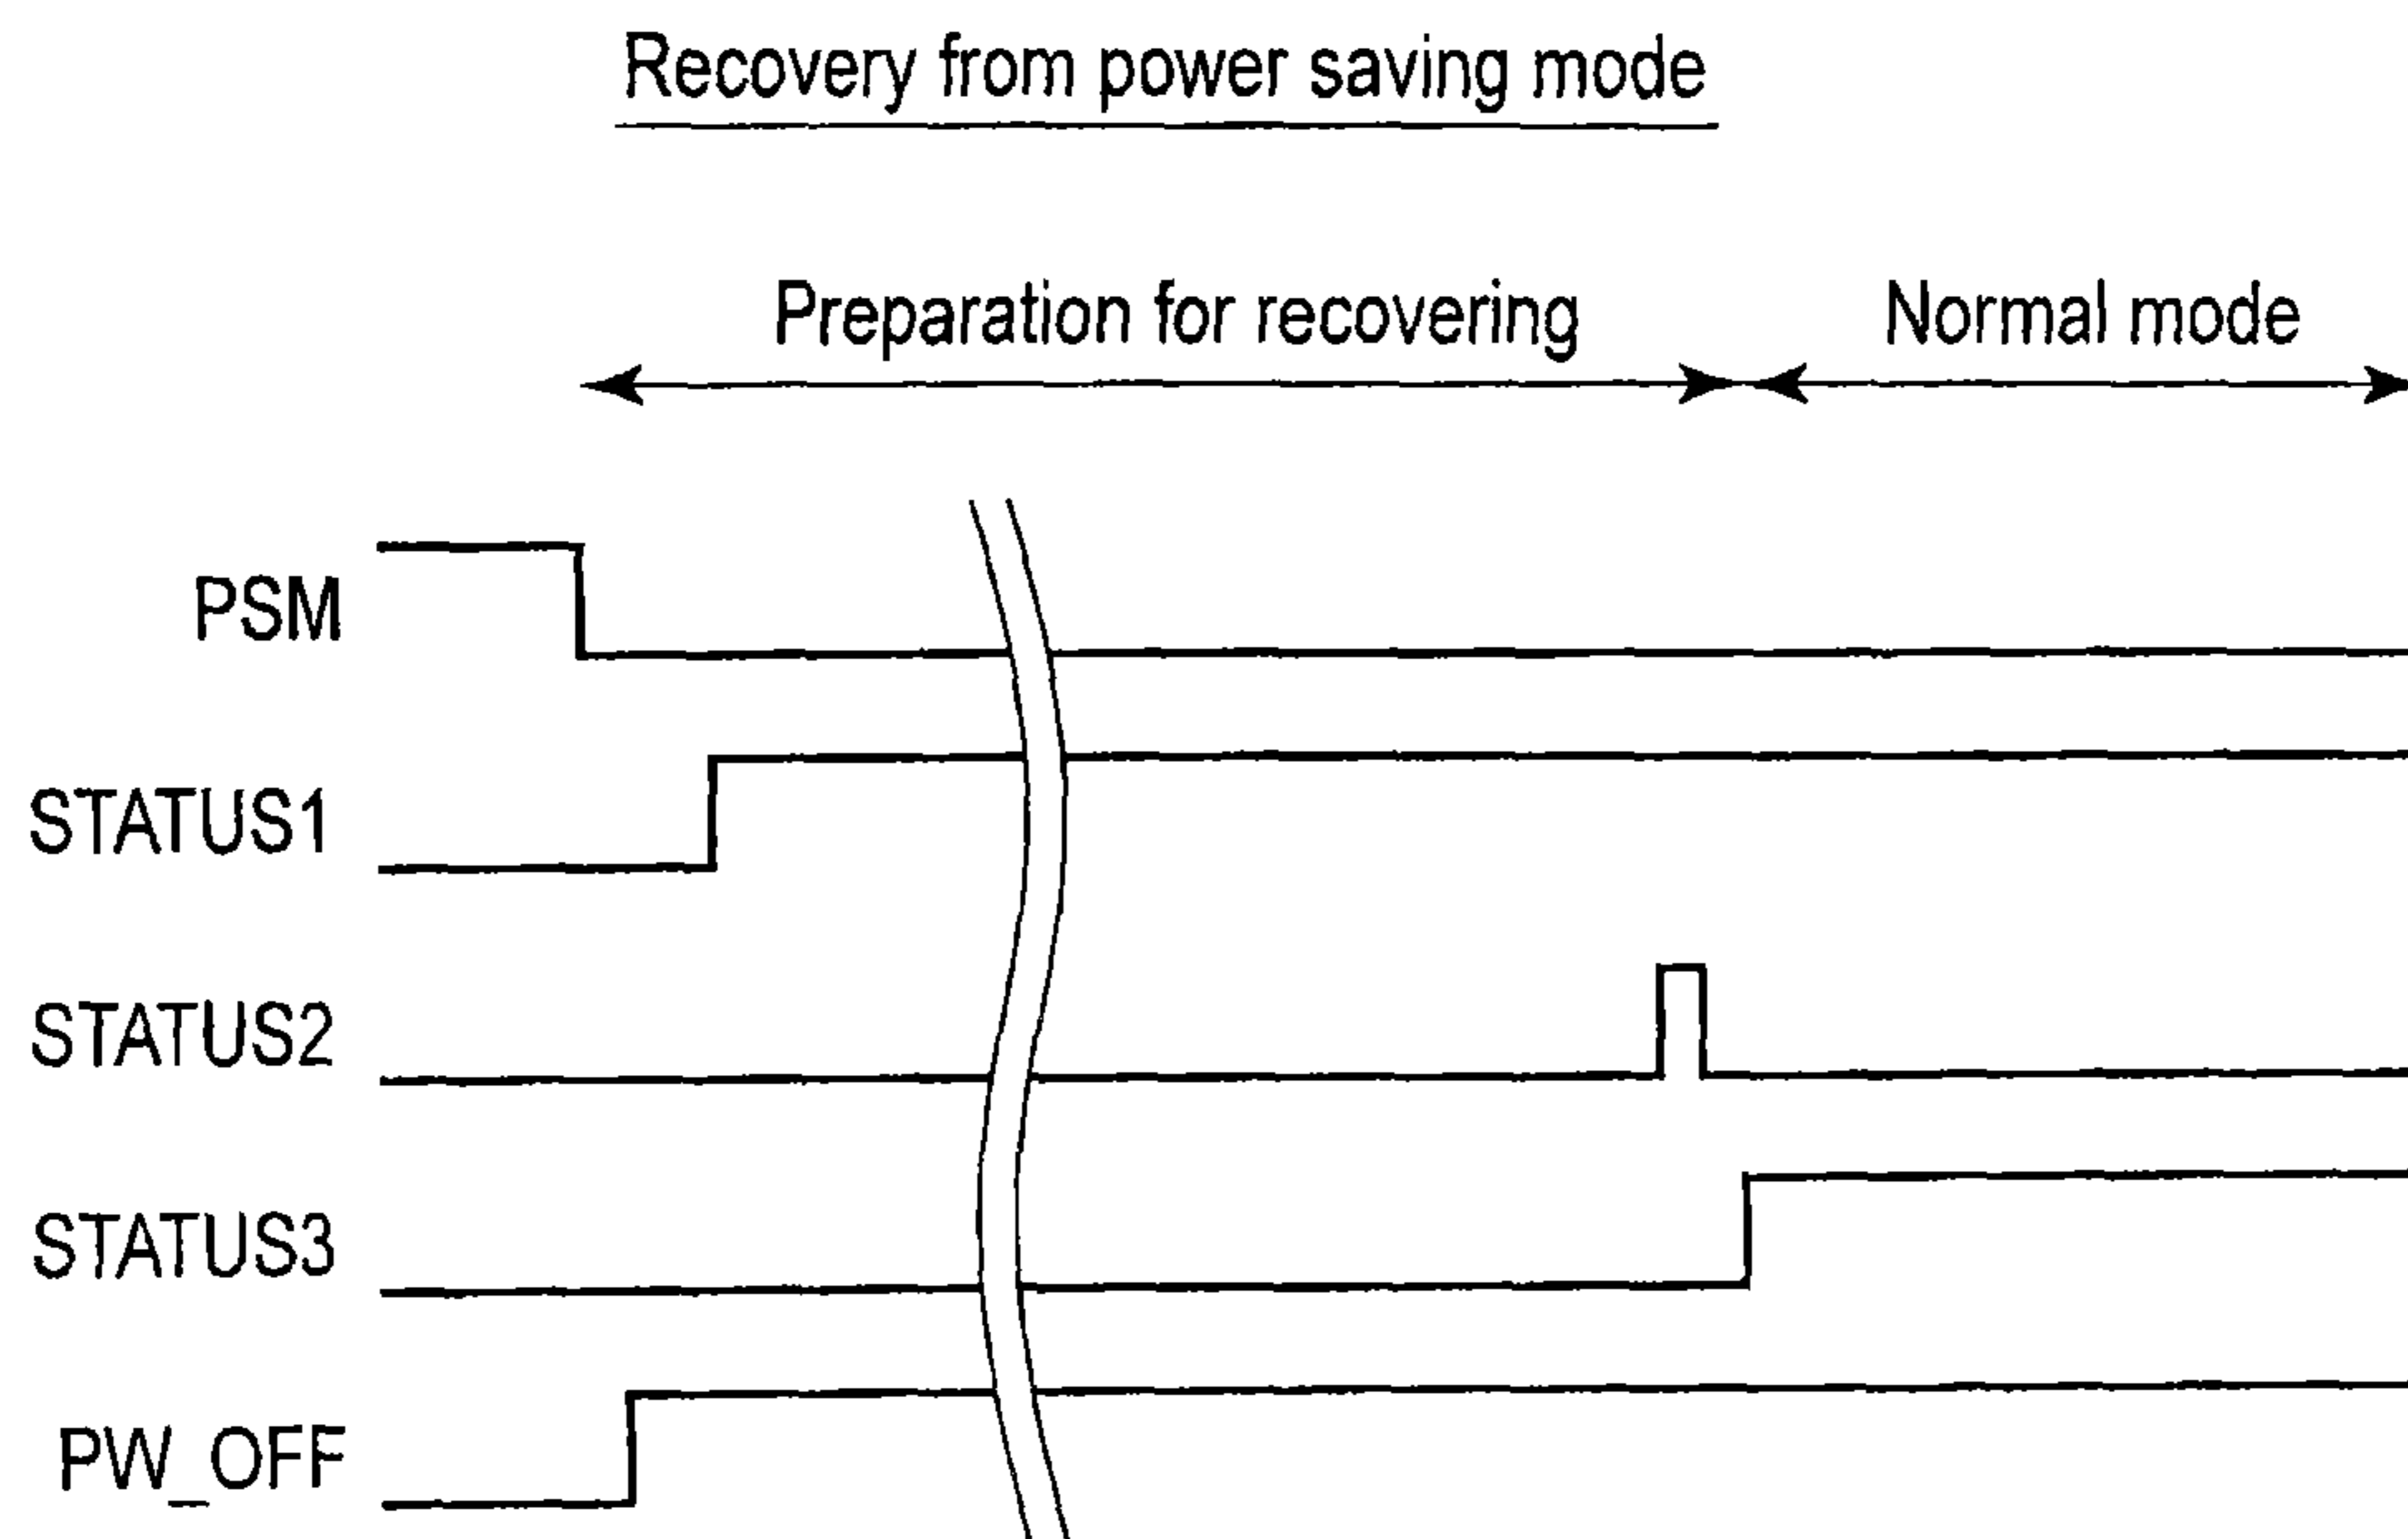 Recovery from power saving mode
Preparation for recovering
Normal mode
PSM
STATUS1
STATUS2
STATUS3
PW_OFF